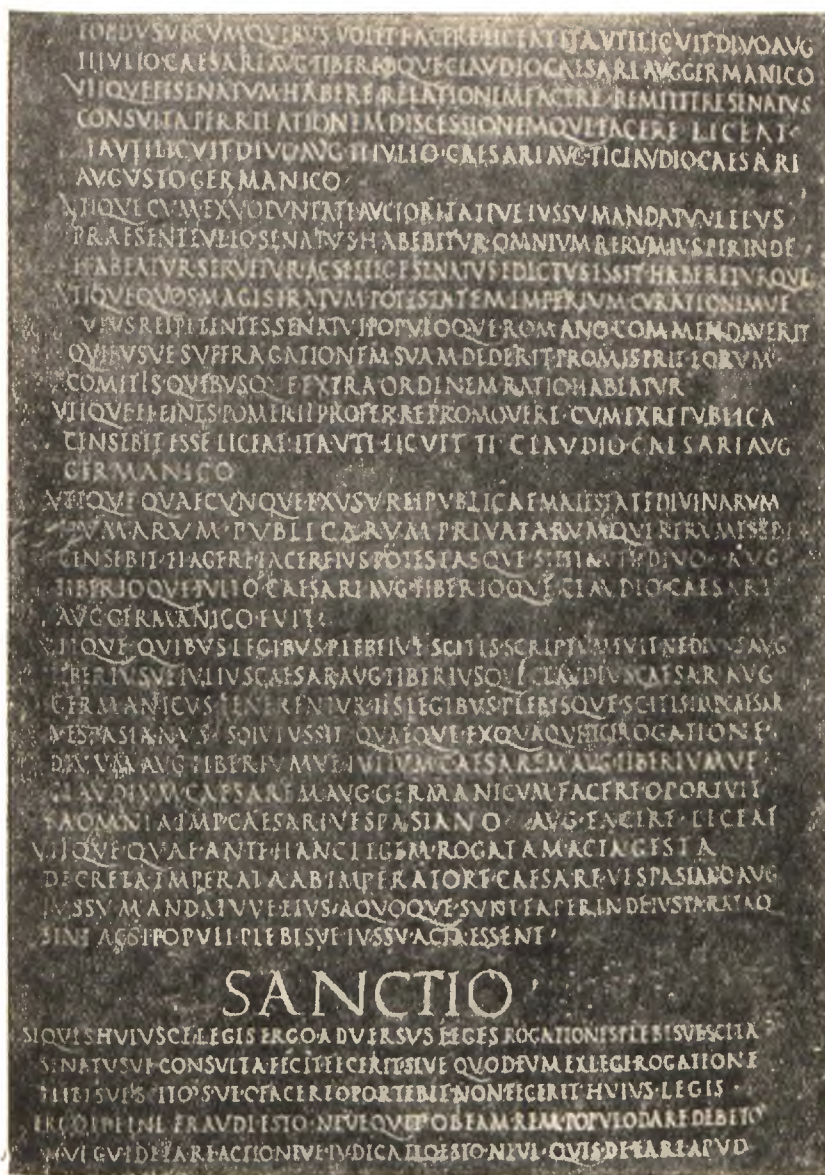 FOEDVSVE CVM QVIBVS VOLET FACERE LICEAT ITA VTI LICVIT DIVO AVG
TI·IVLIO·CAESARI AVG·TIBERIOQVE CLAVDIO CAESARI AVG GERMANICO
VTIQVE EI SENATVM HABERE RELATIONEM FACERE REMITTERE SENATVS
CONSVLTA PER RELATIONEM DISCESSIONEMQVE FACERE LICEAT
ITA VTI LICVIT DIVO AVG·TI IVLIO·CAESARI AVG·TI CLAVDIO CAESARI
AVGVSTO GERMANICO
VTIQVE CVM EX VOLVNTATE AVCTORITATEVE IVSSV MANDATVVE EIVS
PRAESENTEVE EO SENATVS HABEBITVR OMNIVM RERVM IVS PERINDE
HABEATVR SERVETVR AC SI E LEGE SENATVS EDICTVS ESSET HABERETVRQVE
VTIQVE QVOS MAGISTRATVM POTESTATEM IMPERIVM CVRATIONEMVE
CVIVS REI PETENTES SENATVI POPVLOQVE ROMANO COMMENDAVERIT
QVIBVSVE SVFFRAGATIONEM SVAM DEDERIT PROMISERIT EORVM
COMITIS QVIBVSQVE EXTRA ORDINEM RATIO HABEATVR
VTIQVE EI FINES POMERII PROFERRE PROMOVERE CVM EX RE PVBLICA
CENSEBIT ESSE LICEAT ITA VTI LICVIT TI CLAVDIO CAESARI AVG
GERMANICO
VTIQVE QVAECVNQVE EX VSV REI PVBLICAE MAIESTATE DIVINARVM
HVMARVM·PVBLICARVM PRIVATARVMQVE RERVM ESSE
CENSEBIT EI AGERE FACERE IVS POTESTASQVE SIT ITA VTI DIVO AVG
TIBERIOQVE IVLIO CAESARI AVG TIBERIOQVE CLAVDIO CAESARI
AVG GERMANICO FVIT
VTIQVE QVIBVS LEGIBVS PLEBEIVE SCITIS SCRIPTVM FVIT NE DIVVS AVG
TIBERIVSVE IVLIVS CAESAR AVG TIBERIVSQVE CLAVDIVS CAESAR AVG
GERMANICVS TENERENTVR IIS LEGIBVS PLEBISQVE SCITIS IMP CAESAR
VESPASIANVS SOLVTVS SIT QVAEQVE EX QVAQVE LEGE ROGATIONE
DIVVM AVG TIBERIVMVE IVLIVM CAESAREM AVG TIBERIVMVE
CLAVDIVM CAESAREM AVG GERMANICVM FACERE OPORTVIT
EA OMNIA IMP CAESARI VESPASIANO AVG FACERE LICEAT
VTIQVE QVAE ANTE HANC LEGEM ROGATAM ACTA GESTA
DECRETA IMPERATA AB IMPERATORE CAESARE VESPASIANO AVG
IVSSV MANDATVVE EIVS A QVOQVE SVNT EA PERINDE IVSTA RATAQ
SINT AC SI POPVLI PLEBISVE IVSSV ACTA ESSENT
SANCTIO
SI QVIS HVIVSCE LEGIS ERGO ADVERSVS LEGES ROGATIONES PLEBISVE SCITA
SENATVSVE CONSVLTA FECIT FECERIT SIVE QVOD EVM EX LEGE ROGATIONE
PLEBISVE SCITO S VE C FACERE OPORTEBIT NON FECERIT HVIVS LEGIS
ERGO ID EI NE FRAVDI ESTO NEVE QVIT OB EAM REM POPVLO DARE DEBETO
NEVE CVI DE EA RE ACTIO NEVE IVDICATIO ESTO NEVE QVIS DE EA RE APVD